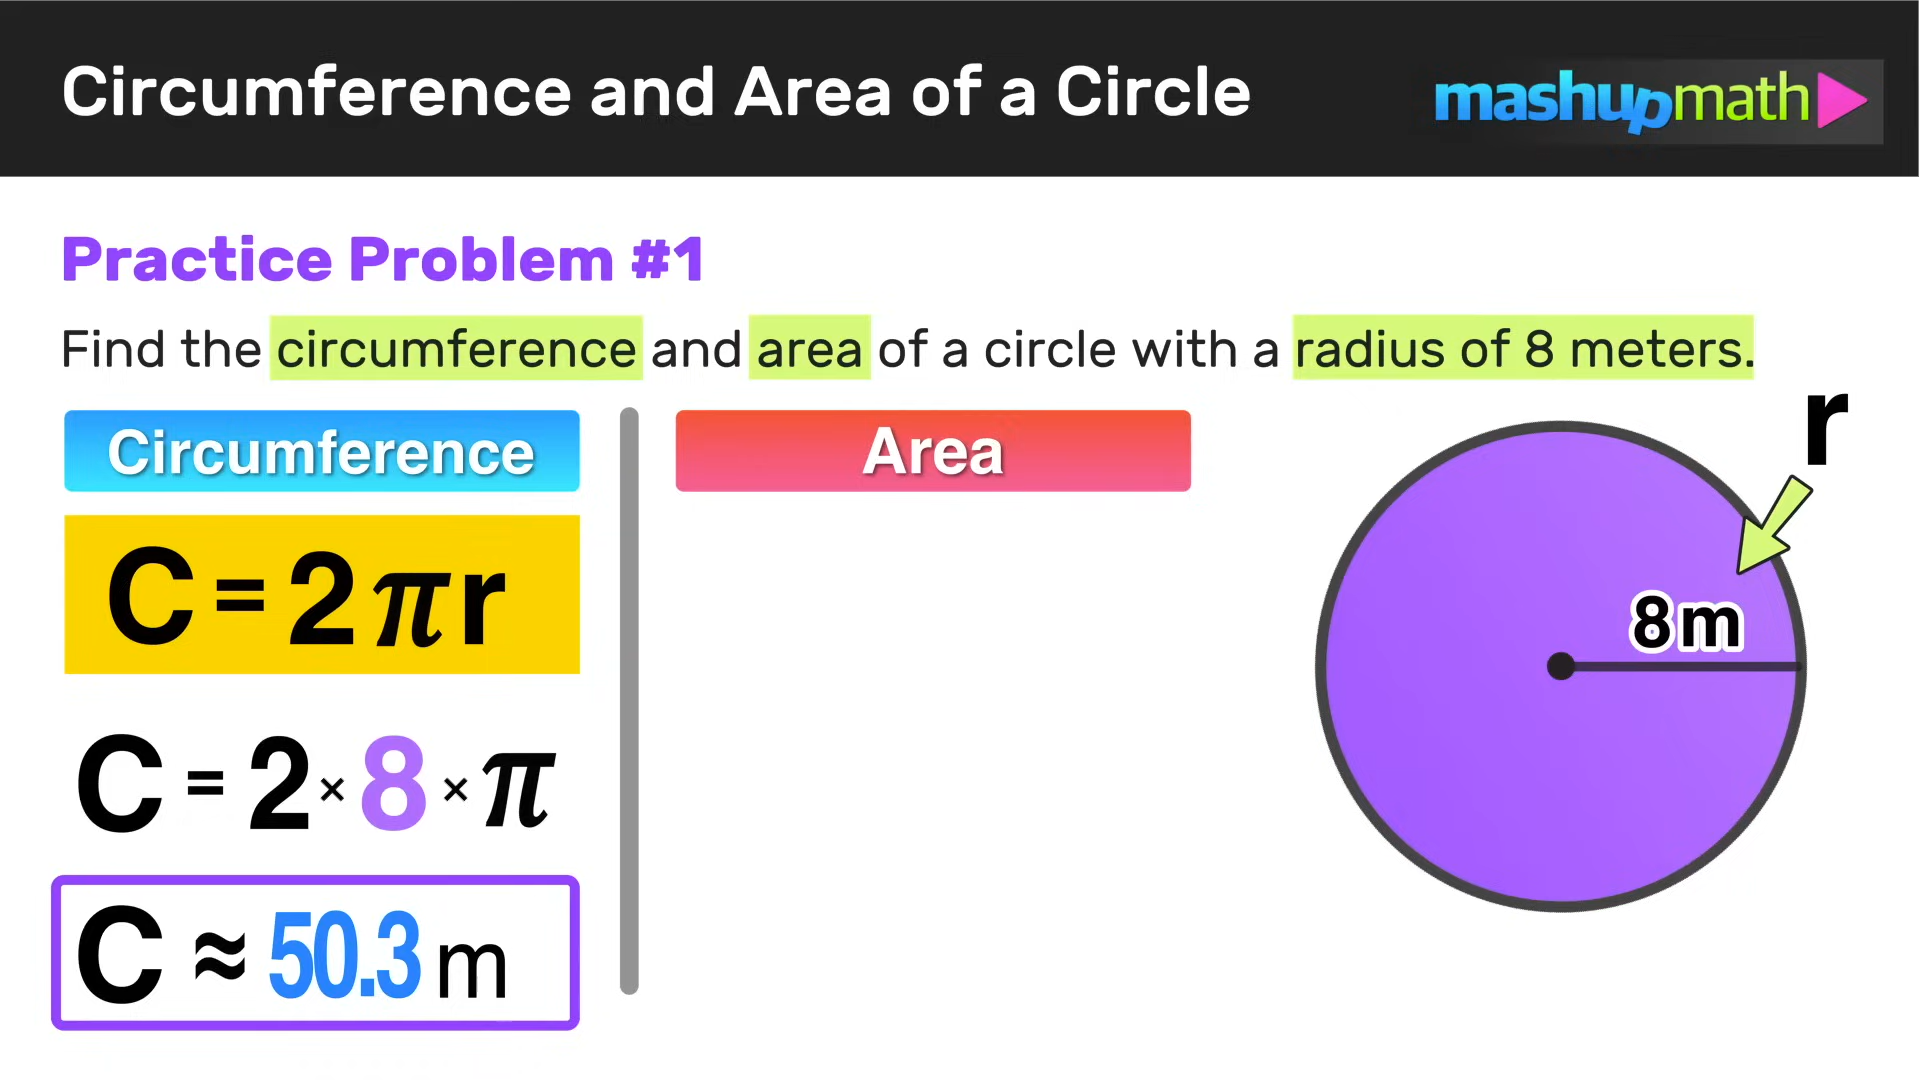 Circumference and Area of a Circle
mashupmath
Practice Problem #1
Find the circumference and area of a circle with a radius of 8 meters.
Circumference
C = 2πr
C = 2 × 8 × π
C ≈ 50.3 m
Area
r
8m